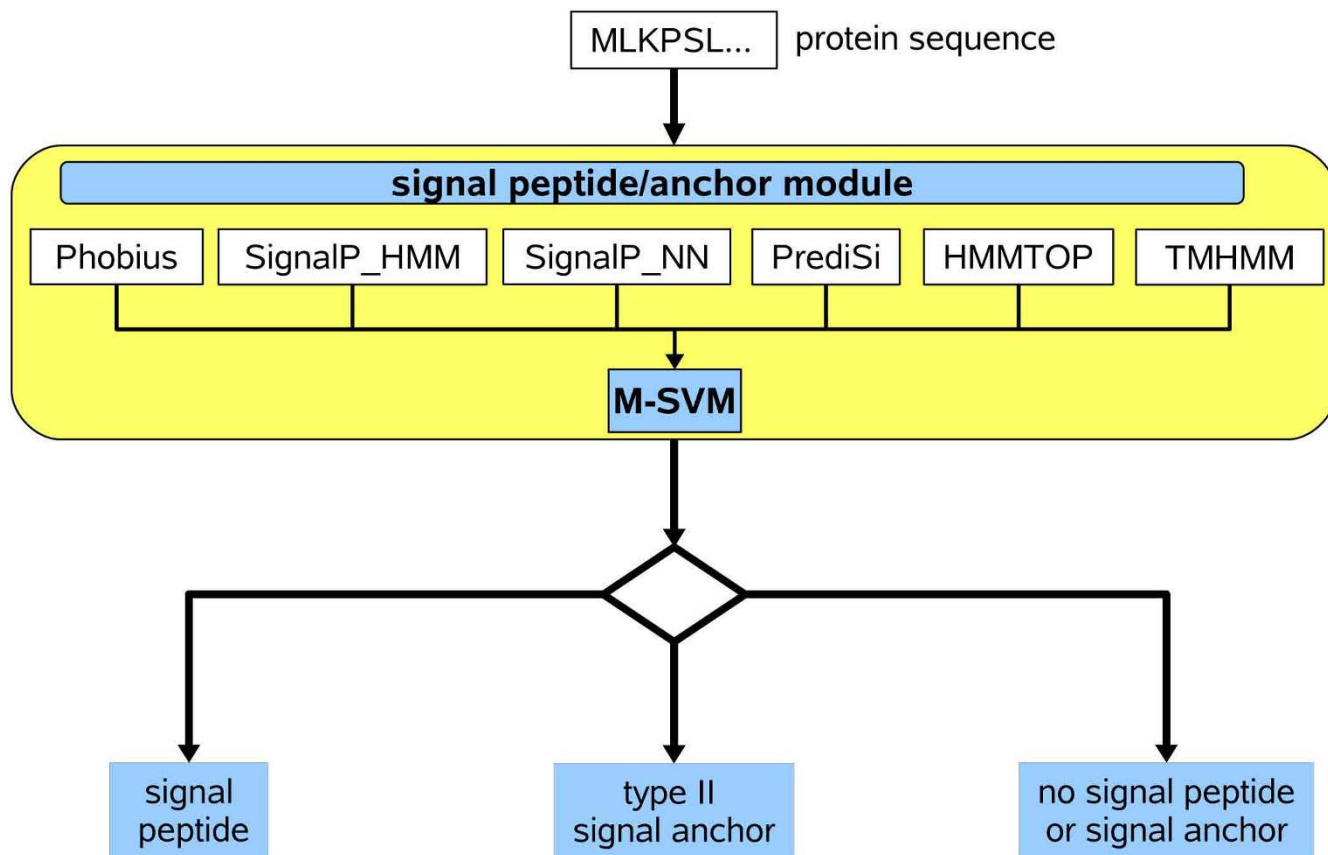 MLKPSL... protein sequence
signal peptide/anchor module
Phobius SignalP_HMM SignalP_NN PrediSi HMMTOP TMHMM
M-SVM
signal
peptide
type II
signal anchor
no signal peptide
or signal anchor